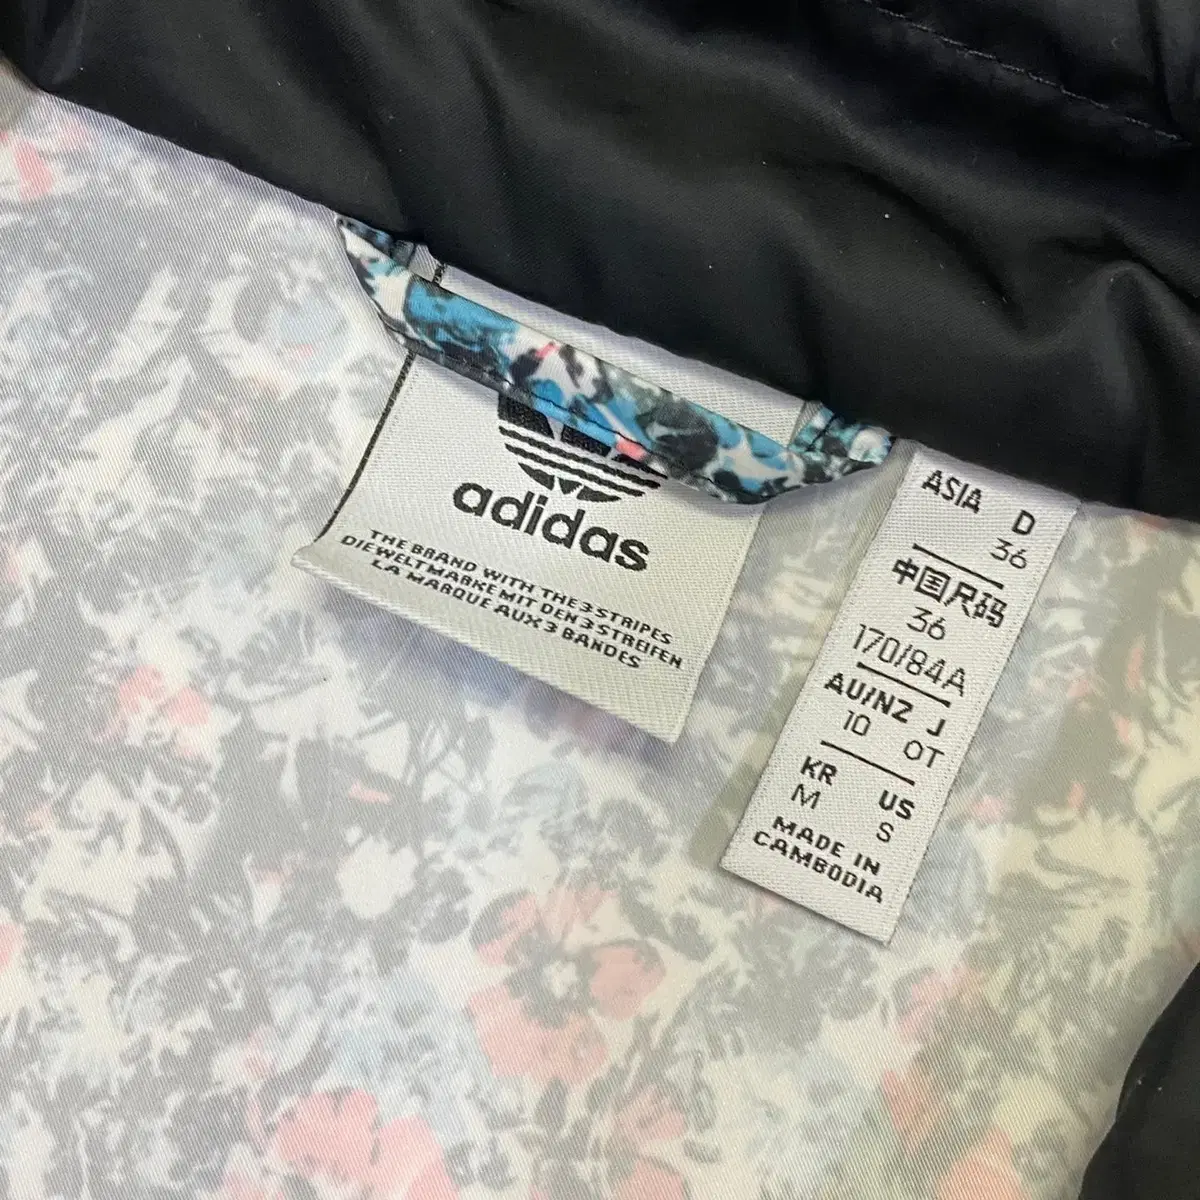 adidas
THE BRAND WITH THE 3 STRIPES
DIE WELTMARKE MIT DEN 3 STREIFEN
LA MARQUE AUX 3 BANDES
ASIA D
36
中国尺码
36
170/84A
AU/NZ J
10 OT
KR US
M S
MADE IN
CAMBODIA